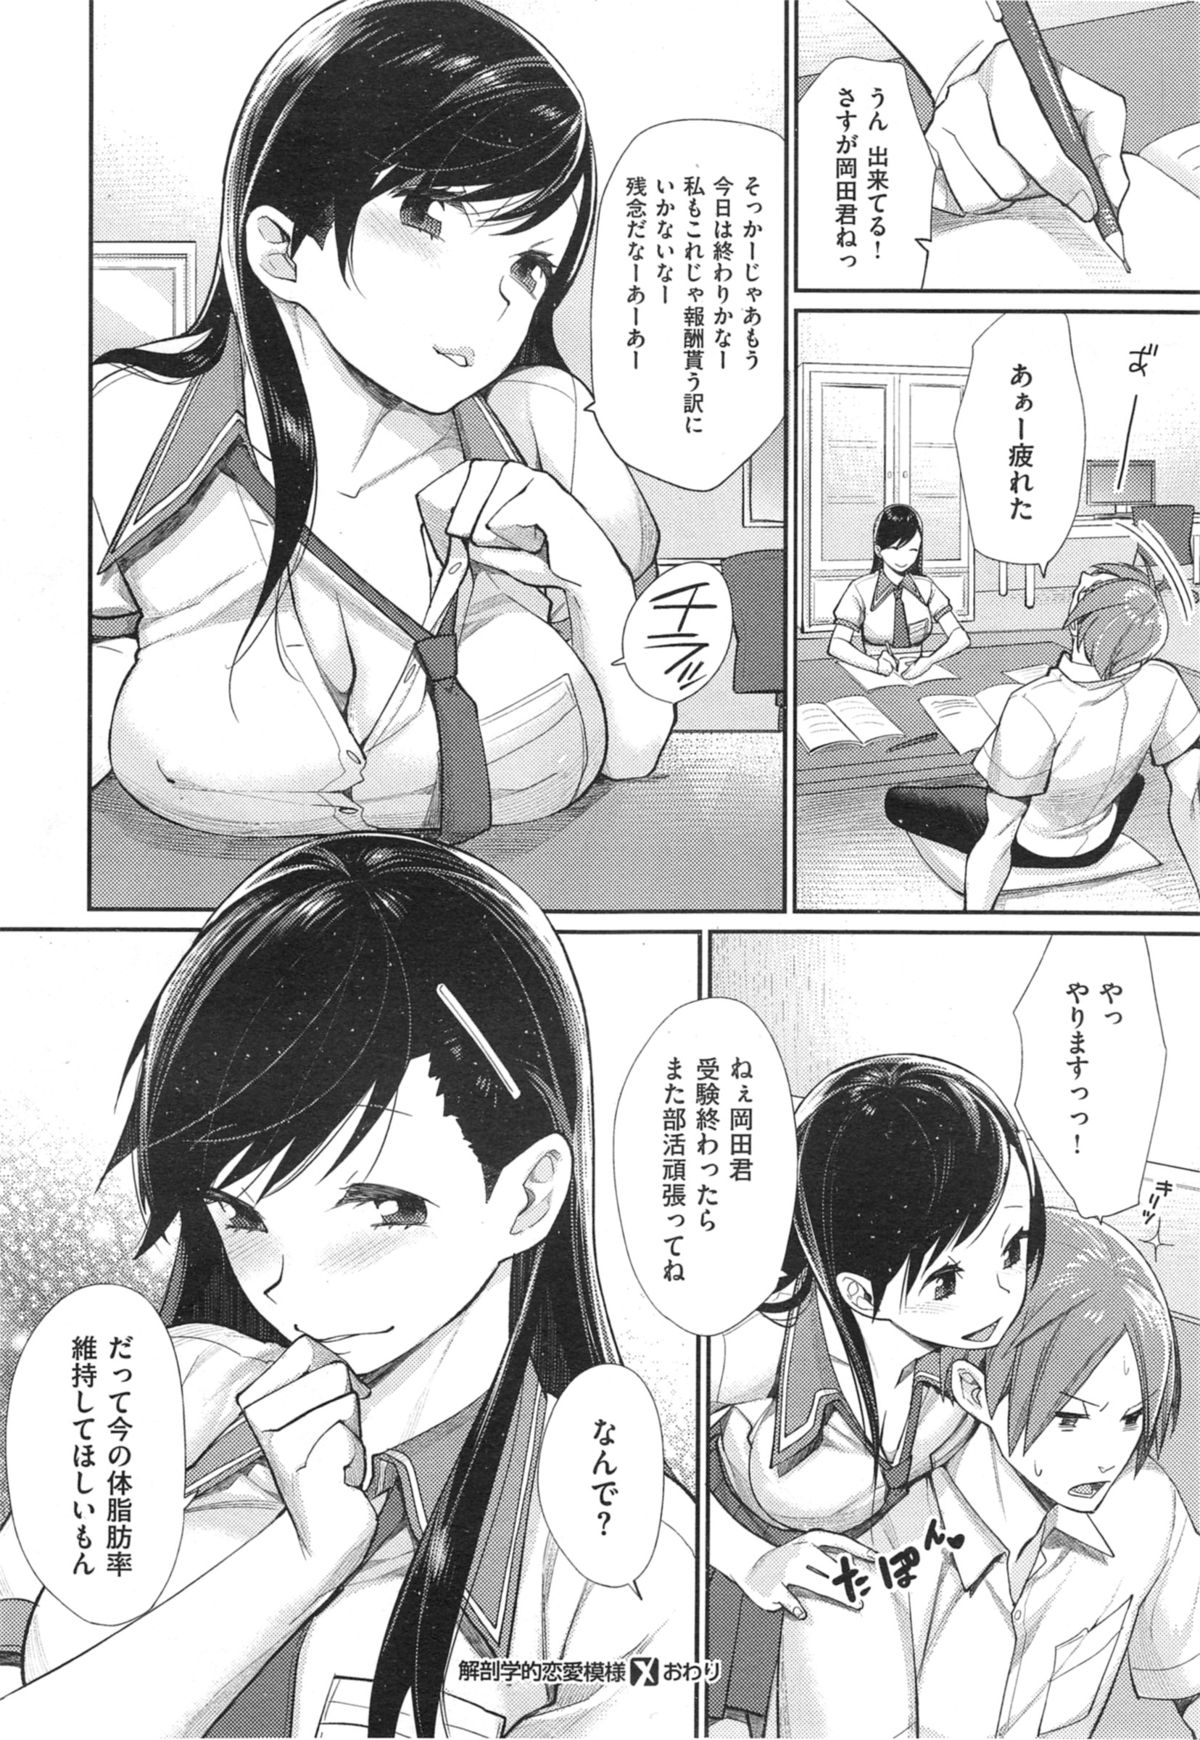 うん 出来てる！
さすが岡田君ねっ
ガーッ
あぁー疲れた
そっかーじゃあもう
今日は終わりかなー
私もこれじゃ報酬貰う訳に
いかないなー
残念だなーあーあー
チラッ
やっ
やりますっっ！
キリッ
ねぇ岡田君
受験終わったら
また部活頑張ってね
たぽん♥
なんで？
だって今の体脂肪率
維持してほしいもん
解剖学的恋愛模様 X おわり